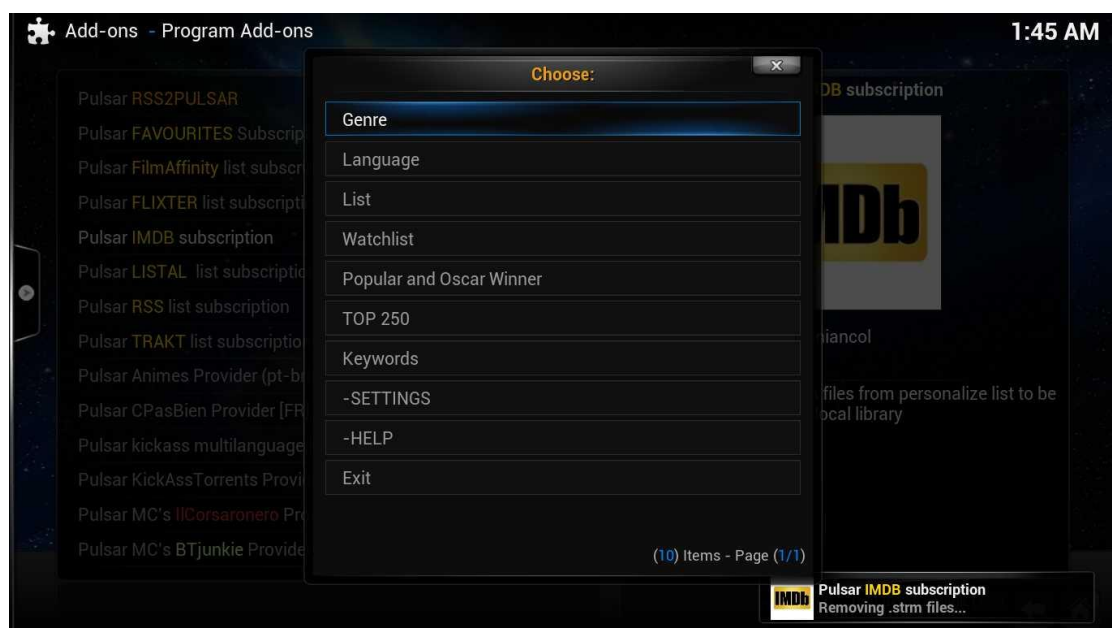 Add-ons - Program Add-ons
1:45 AM
Choose:
Genre
Language
List
Watchlist
Popular and Oscar Winner
TOP 250
Keywords
-SETTINGS
-HELP
Exit
(10) Items - Page (1/1)
Pulsar RSS2PULSAR
Pulsar FAVOURITES Subscrip
Pulsar FilmAffinity list subscri
Pulsar FLIXTER list subscripti
Pulsar IMDB subscription
Pulsar LISTAL list subscriptio
Pulsar RSS list subscription
Pulsar TRAKT list subscriptio
Pulsar Animes Provider (pt-br
Pulsar CPasBien Provider [FR
Pulsar kickass multilanguage
Pulsar KickAssTorrents Provi
Pulsar MC's IlCorsaronero Pro
Pulsar MC's BTjunkie Provide
DB subscription
IMDb
iancol
files from personalize list to be
ocal library
IMDb
Pulsar IMDB subscription
Removing .strm files...